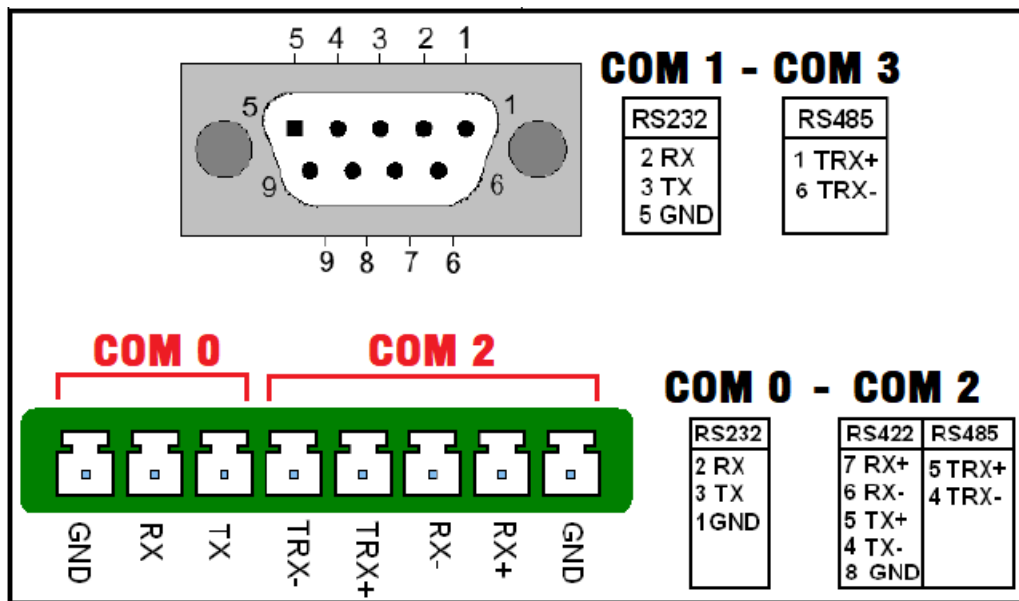 5 4 3 2 1
COM 1 - COM 3
5
1
9
6
9 8 7 6
RS232
2 RX
3 TX
5 GND
RS485
1 TRX+
6 TRX-
COM 0
COM 2
GND
RX
TX
TRX-
TRX+
RX-
RX+
GND
COM 0 - COM 2
RS232
2 RX
3 TX
1GND
RS422 RS485
7 RX+ 5 TRX+
6 RX- 4 TRX-
5 TX+
4 TX-
8 GND